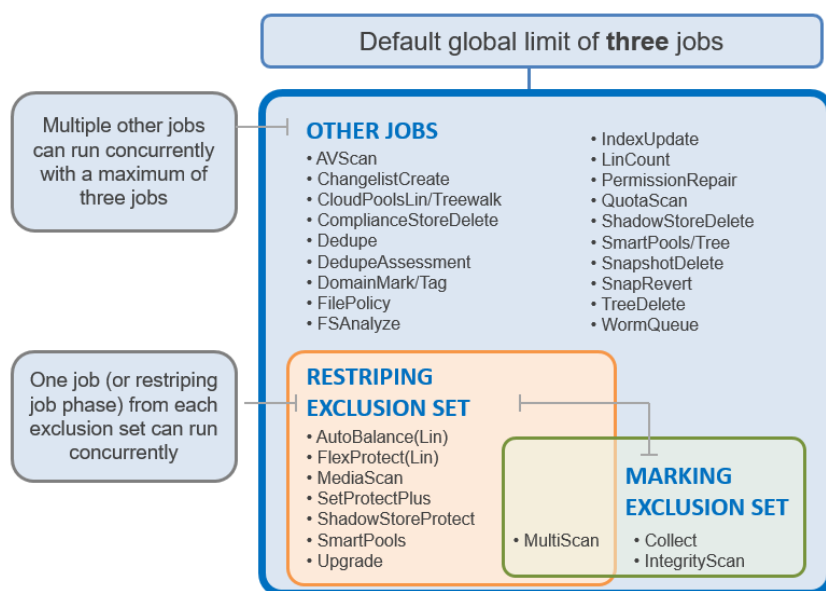 Default global limit of three jobs
Multiple other jobs
can run concurrently
with a maximum of
three jobs
OTHER JOBS
• AVScan
• ChangelistCreate
• CloudPoolsLin/Treewalk
• ComplianceStoreDelete
• Dedupe
• DedupeAssessment
• DomainMark/Tag
• FilePolicy
• FSAnalyze
• IndexUpdate
• LinCount
• PermissionRepair
• QuotaScan
• ShadowStoreDelete
• SmartPools/Tree
• SnapshotDelete
• SnapRevert
• TreeDelete
• WormQueue
One job (or restriping
job phase) from each
exclusion set can run
concurrently
RESTRIPING
EXCLUSION SET
• AutoBalance(Lin)
• FlexProtect(Lin)
• MediaScan
• SetProtectPlus
• ShadowStoreProtect
• SmartPools
• Upgrade
• MultiScan
MARKING
EXCLUSION SET
• Collect
• IntegrityScan